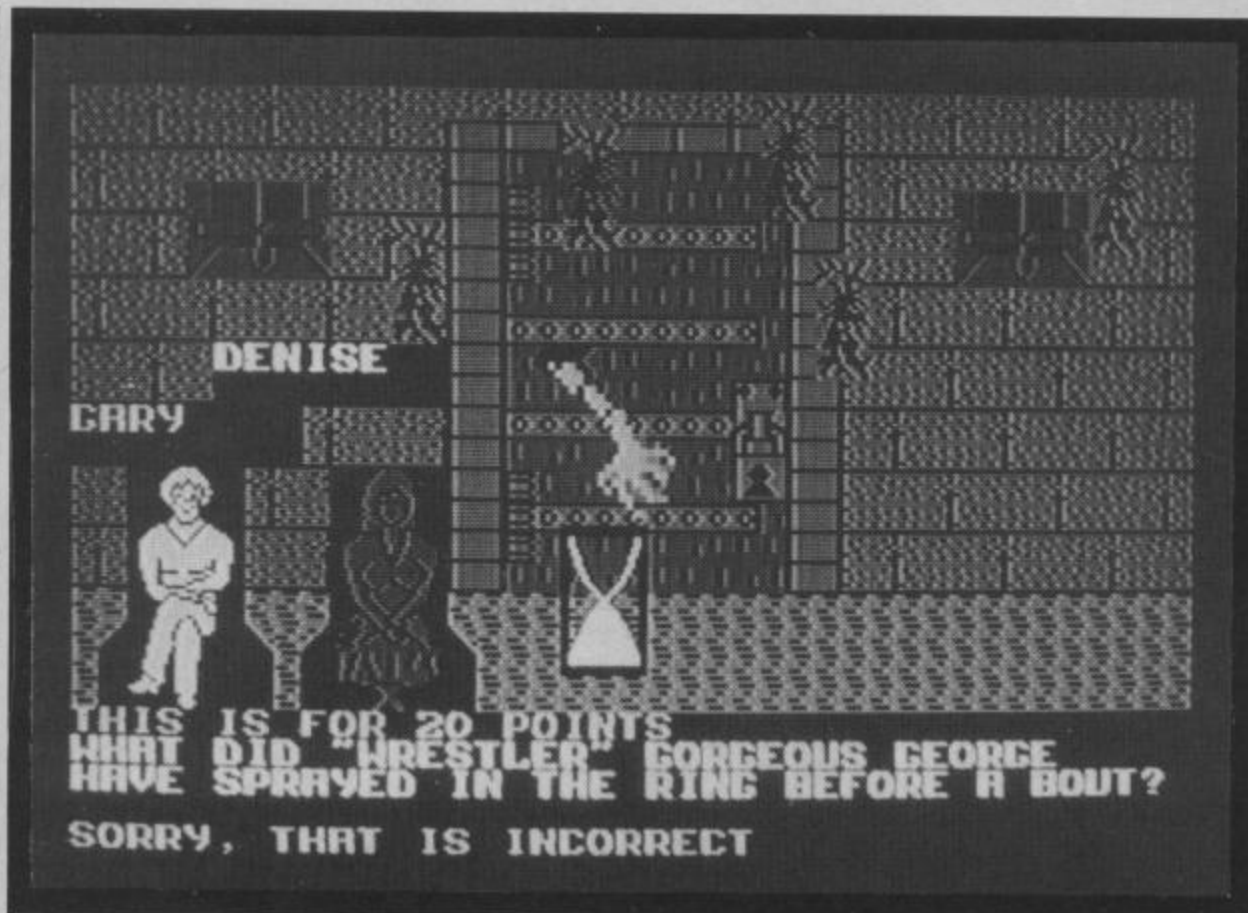 DENISE
GARY
THIS IS FOR 20 POINTS
WHAT DID "WRESTLER" GORGEOUS GEORGE
HAVE SPRAYED IN THE RING BEFORE A BOUT?
SORRY, THAT IS INCORRECT